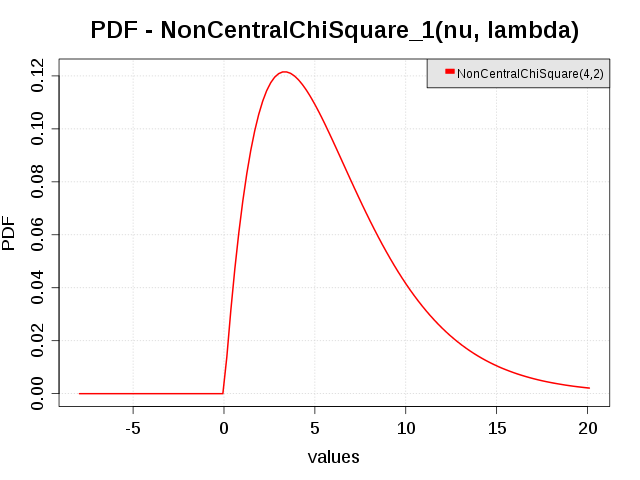 PDF - NonCentralChiSquare_1(nu, lambda)
NonCentralChiSquare(4,2)
PDF
0.12
0.10
0.08
0.06
0.04
0.02
0.00
-5 0 5 10 15 20
values